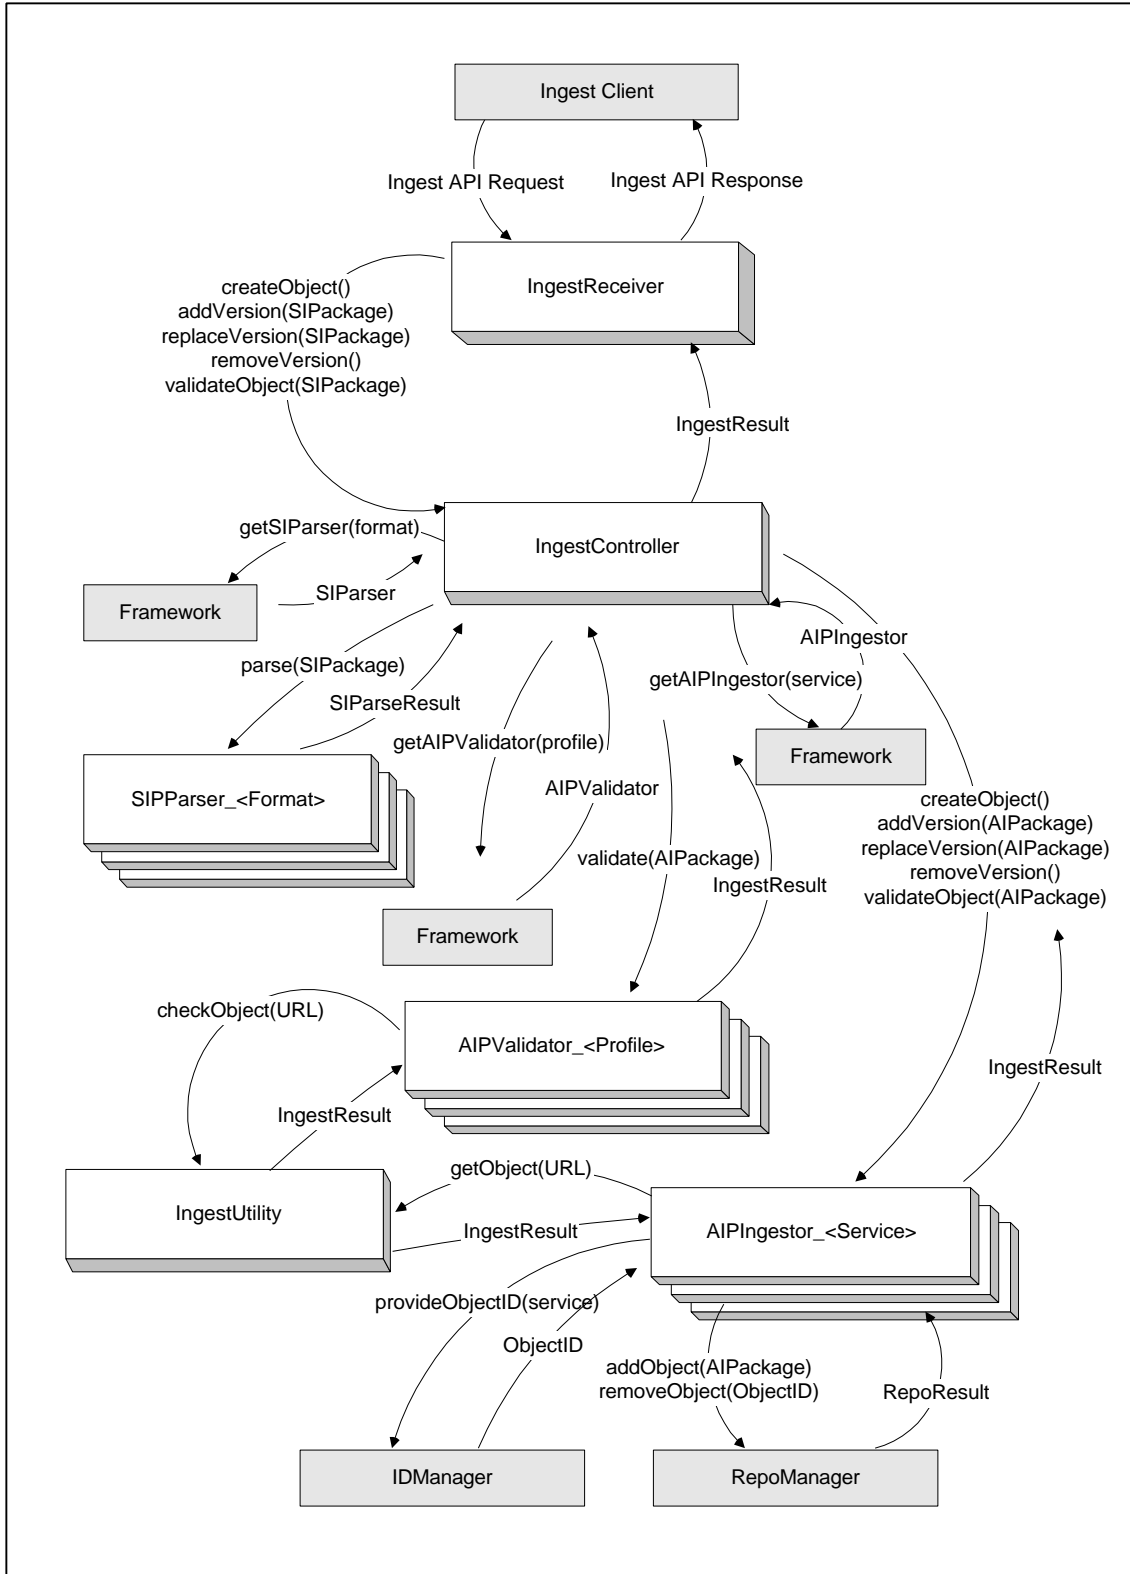 Ingest Client
Ingest API Request
Ingest API Response
IngestReceiver
createObject()
addVersion(SIPackage)
replaceVersion(SIPackage)
removeVersion()
validateObject(SIPackage)
IngestResult
getSIParser(format)
IngestController
SIParser
Framework
AIPIngestor
parse(SIPackage)
getAIPIngestor(service)
SIParseResult
getAIPValidator(profile)
Framework
SIPParser_<Format>
AIPValidator
createObject()
addVersion(AIPackage)
replaceVersion(AIPackage)
removeVersion()
validateObject(AIPackage)
validate(AIPackage)
IngestResult
Framework
checkObject(URL)
AIPValidator_<Profile>
IngestResult
IngestResult
getObject(URL)
IngestUtility
IngestResult
AIPIngestor_<Service>
provideObjectID(service)
ObjectID
addObject(AIPackage)
removeObject(ObjectID)
RepoResult
IDManager
RepoManager